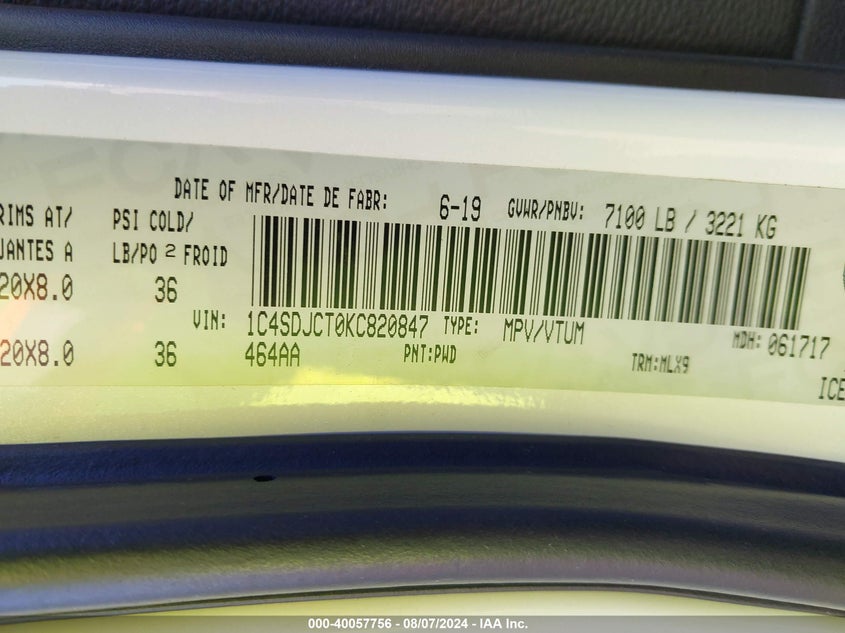 DATE OF MFR/DATE DE FABR: 6-19 GVWR/PNBV: 7100 LB / 3221 KG
RIMS AT/ PSI COLD/
JANTES A LB/PO 2 FROID
20X8.0 36
VIN: 1C4SDJCT0KC820847 TYPE: MPV/VTUM MDH: 061717
20X8.0 36 464AA PNT:PWD TRM:MLX9
ICE
000-40057756 - 08/07/2024 - IAA Inc.